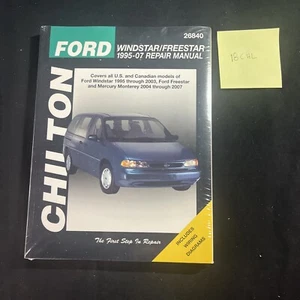 26840
FORD
WINDSTAR/FREESTAR
1995-07 REPAIR MANUAL
Covers all U.S. and Canadian models of
Ford Windstar 1995 through 2003, Ford Freestar
and Mercury Monterey 2004 through 2007
CHILTON
INCLUDES
WIRING
DIAGRAMS
The First Step In Repair